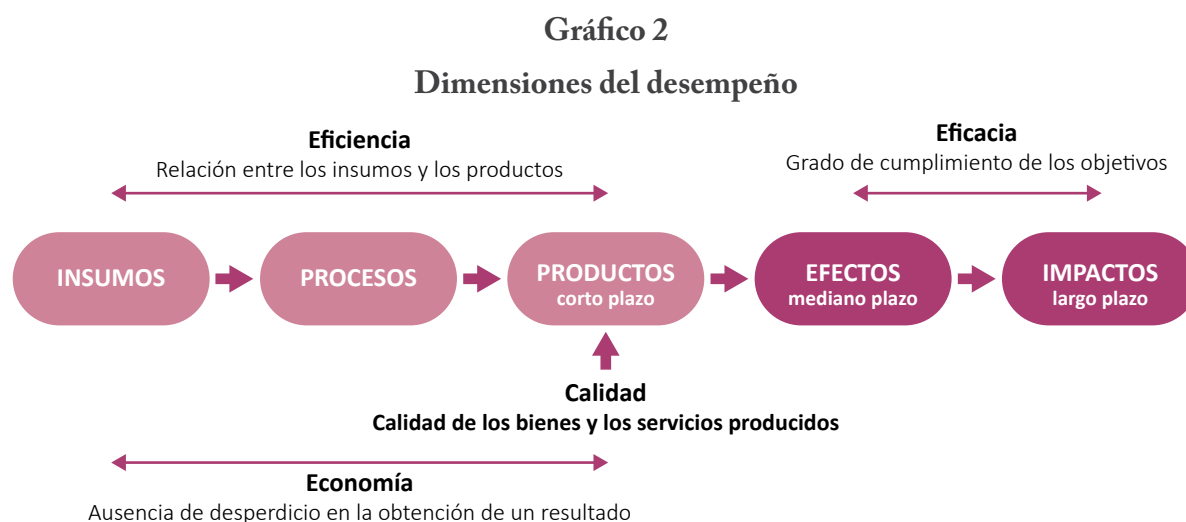 Gráfico 2
Dimensiones del desempeño
Eficiencia
Relación entre los insumos y los productos
Eficacia
Grado de cumplimiento de los objetivos
INSUMOS
PROCESOS
PRODUCTOS
corto plazo
EFECTOS
mediano plazo
IMPACTOS
largo plazo
Calidad
Calidad de los bienes y los servicios producidos
Economía
Ausencia de desperdicio en la obtención de un resultado